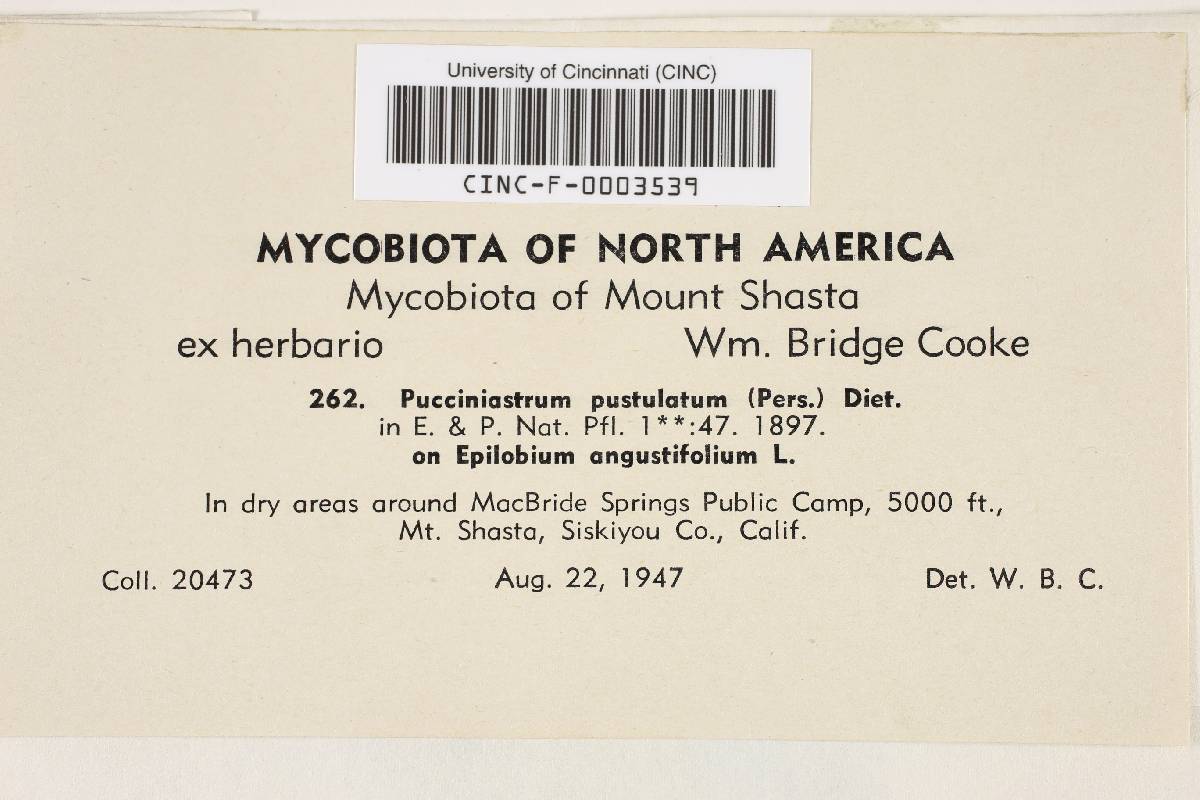 University of Cincinnati (CINC)
CINC-F-0003539
MYCOBIOTA OF NORTH AMERICA
Mycobiota of Mount Shasta
ex herbario Wm. Bridge Cooke
262. Pucciniastrum pustulatum (Pers.) Diet.
in E. & P. Nat. Pfl. 1**:47. 1897.
on Epilobium angustifolium L.
In dry areas around MacBride Springs Public Camp, 5000 ft.,
Mt. Shasta, Siskiyou Co., Calif.
Coll. 20473 Aug. 22, 1947 Det. W. B. C.